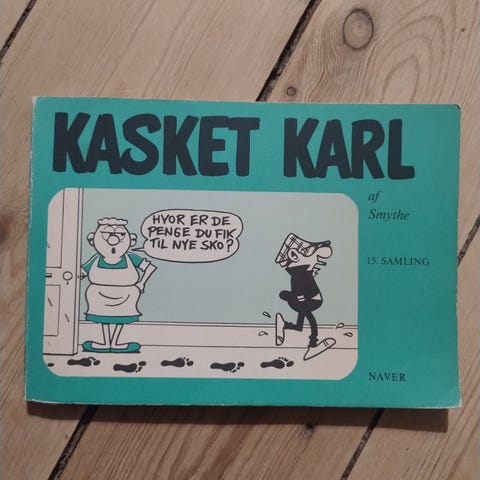 KASKET KARL
af
Smythe
HVOR ER DE
PENGE DU FIK
TIL NYE SKO?
15. SAMLING
NAVER